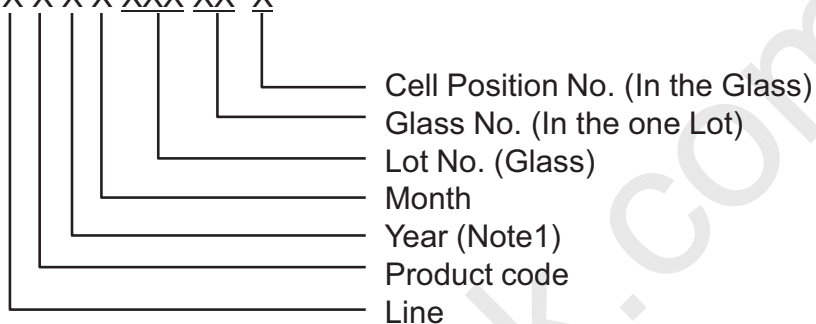 X X X X XXX XX X
Cell Position No. (In the Glass)
Glass No. (In the one Lot)
Lot No. (Glass)
Month
Year (Note1)
Product code
Line